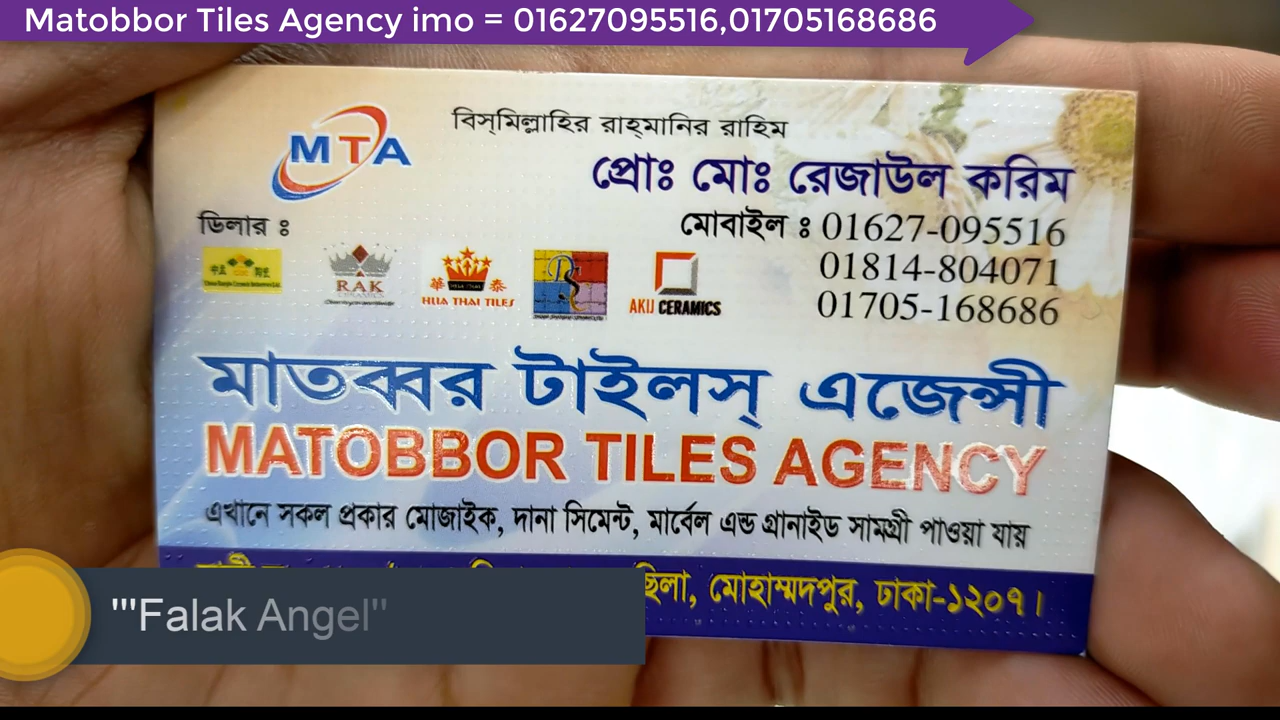 Matobbor Tiles Agency imo = 01627095516,01705168686
বিস্‌মিল্লাহির রাহ্‌মানির রাহিম
MTA
প্রোঃ মোঃ রেজাউল করিম
ডিলার ঃ
মোবাইল ঃ 01627-095516
01814-804071
01705-168686
RAK
CERAMICS
HUA THAI TILES
AKIJ CERAMICS
মাতব্বর টাইলস্ এজেন্সী
MATOBBOR TILES AGENCY
এখানে সকল প্রকার মোজাইক, দানা সিমেন্ট, মার্বেল এন্ড গ্রানাইড সামগ্রী পাওয়া যায়
মোহাম্মদপুর, ঢাকা-১২০৭।
'"Falak Angel"